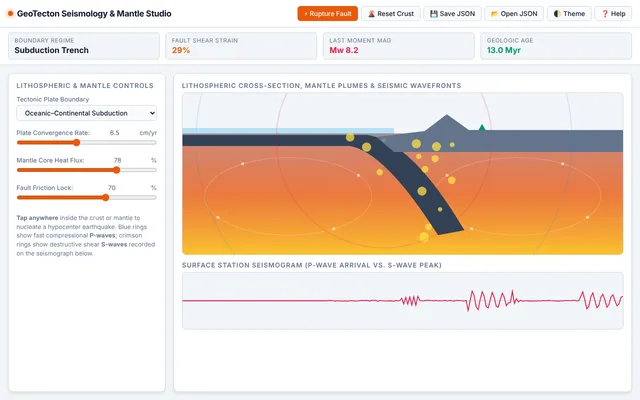 GeoTecton Seismology & Mantle Studio
⚡ Rupture Fault
🌋 Reset Crust
💾 Save JSON
📂 Open JSON
🌓 Theme
❓ Help
BOUNDARY REGIME
Subduction Trench
FAULT SHEAR STRAIN
29%
LAST MOMENT MAG
Mw 8.2
GEOLOGIC AGE
13.0 Myr
LITHOSPHERIC & MANTLE CONTROLS
Tectonic Plate Boundary
Oceanic–Continental Subduction
Plate Convergence Rate: 6.5 cm/yr
Mantle Core Heat Flux: 78 %
Fault Friction Lock: 70 %
Tap anywhere inside the crust or mantle to
nucleate a hypocenter earthquake. Blue rings
show fast compressional P-waves; crimson
rings show destructive shear S-waves recorded
on the seismograph below.
LITHOSPHERIC CROSS-SECTION, MANTLE PLUMES & SEISMIC WAVEFRONTS
SURFACE STATION SEISMOGRAM (P-WAVE ARRIVAL VS. S-WAVE PEAK)